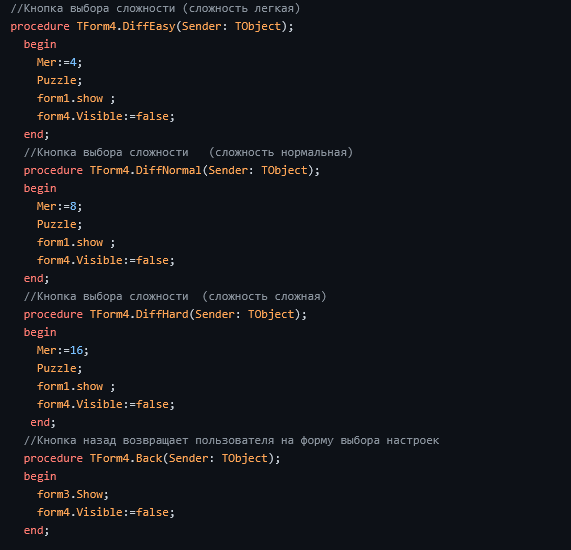 //Кнопка выбора сложности (сложность легкая)
procedure TForm4.DiffEasy(Sender: TObject);
  begin
    Mer:=4;
    Puzzle;
    form1.show ;
    form4.Visible:=false;
  end;
  //Кнопка выбора сложности   (сложность нормальная)
  procedure TForm4.DiffNormal(Sender: TObject);
  begin
    Mer:=8;
    Puzzle;
    form1.show ;
    form4.Visible:=false;
  end;
  //Кнопка выбора сложности  (сложность сложная)
  procedure TForm4.DiffHard(Sender: TObject);
  begin
    Mer:=16;
    Puzzle;
    form1.show ;
    form4.Visible:=false;
   end;
  //Кнопка назад возвращает пользователя на форму выбора настроек
  procedure TForm4.Back(Sender: TObject);
  begin
    form3.Show;
    form4.Visible:=false;
  end;